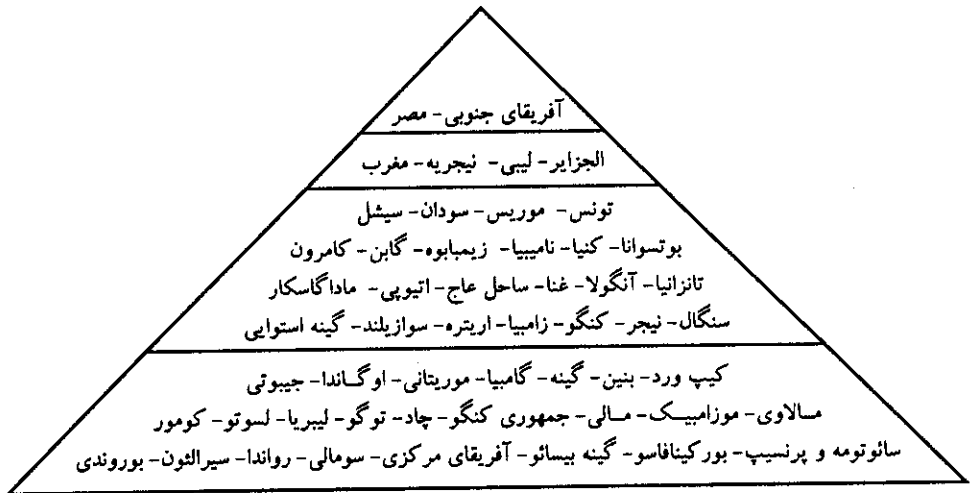 آفریقای جنوبی- مصر
الجزایر- لیبی- نیجریه- مغرب
تونس- موریس- سودان- سیشل
بوتسوانا- کنیا- نامیبیا- زیمبابوه- گابن- کامرون
تانزانیا- آنگولا- غنا- ساحل عاج- اتیوپی- ماداگاسکار
سنگال- نیجر- کنگو- زامبیا- اریتره- سوازیلند- گینه استوایی
کیپ ورد- بنین- گینه- گامبیا- موریتانی- اوگاندا- جیبوتی
مالاوی- موزامبیک- مالی- جمهوری کنگو- چاد- توگو- لیبریا- لسوتو- کومور
سائوتومه و پرنسیپ- بورکینافاسو- گینه بیسائو- آفریقای مرکزی- سومالی- رواندا- سیرالئون- بوروندی